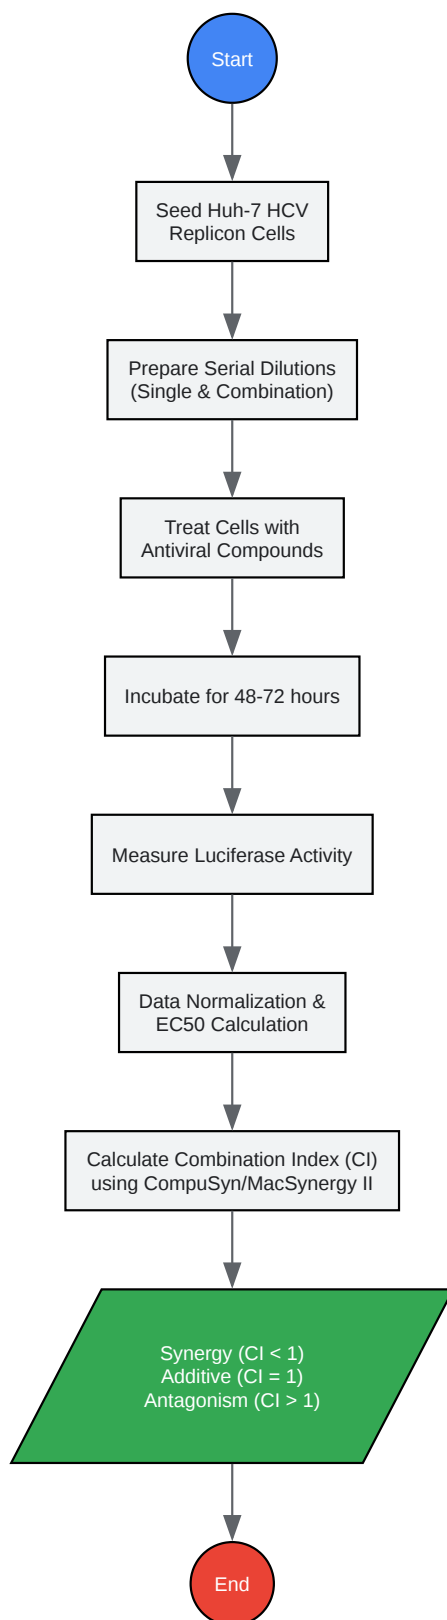 Start
Seed Huh-7 HCV
Replicon Cells
Prepare Serial Dilutions
(Single & Combination)
Treat Cells with
Antiviral Compounds
Incubate for 48-72 hours
Measure Luciferase Activity
Data Normalization &
EC50 Calculation
Calculate Combination Index (CI)
using CompuSyn/MacSynergy II
Synergy (CI < 1)
Additive (CI = 1)
Antagonism (CI > 1)
End